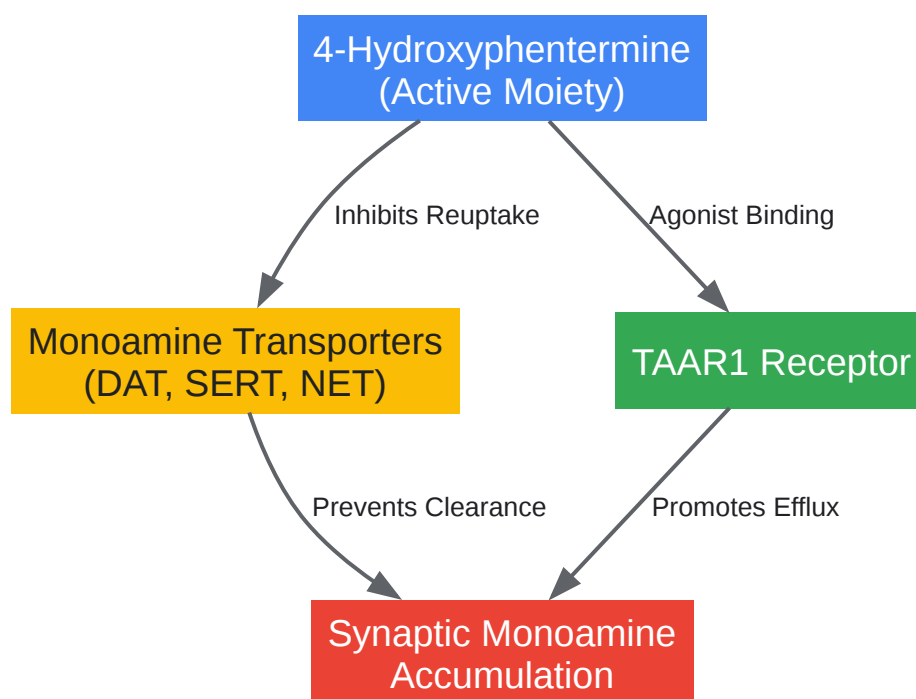 4-Hydroxyphentermine
(Active Moiety)
Inhibits Reuptake
Agonist Binding
Monoamine Transporters
(DAT, SERT, NET)
TAAR1 Receptor
Prevents Clearance
Promotes Efflux
Synaptic Monoamine
Accumulation